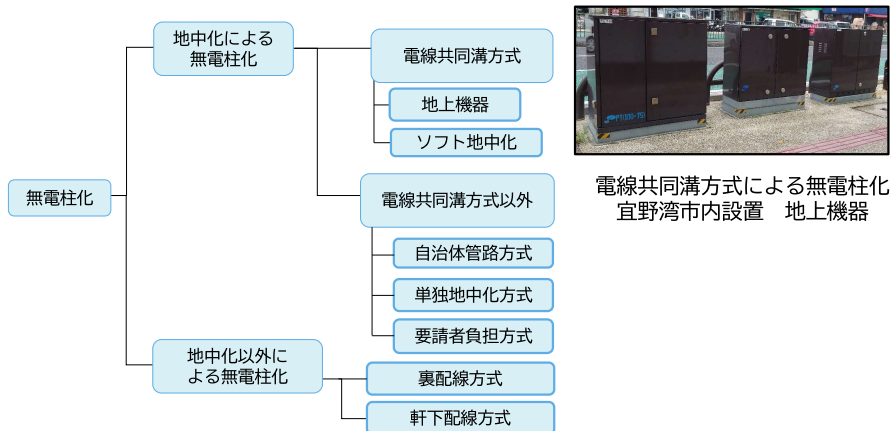 無電柱化
地中化による
無電柱化
電線共同溝方式
地上機器
ソフト地中化
電線共同溝方式以外
自治体管路方式
単独地中化方式
要請者負担方式
地中化以外に
よる無電柱化
裏配線方式
軒下配線方式
電線共同溝方式による無電柱化
宜野湾市内設置　地上機器